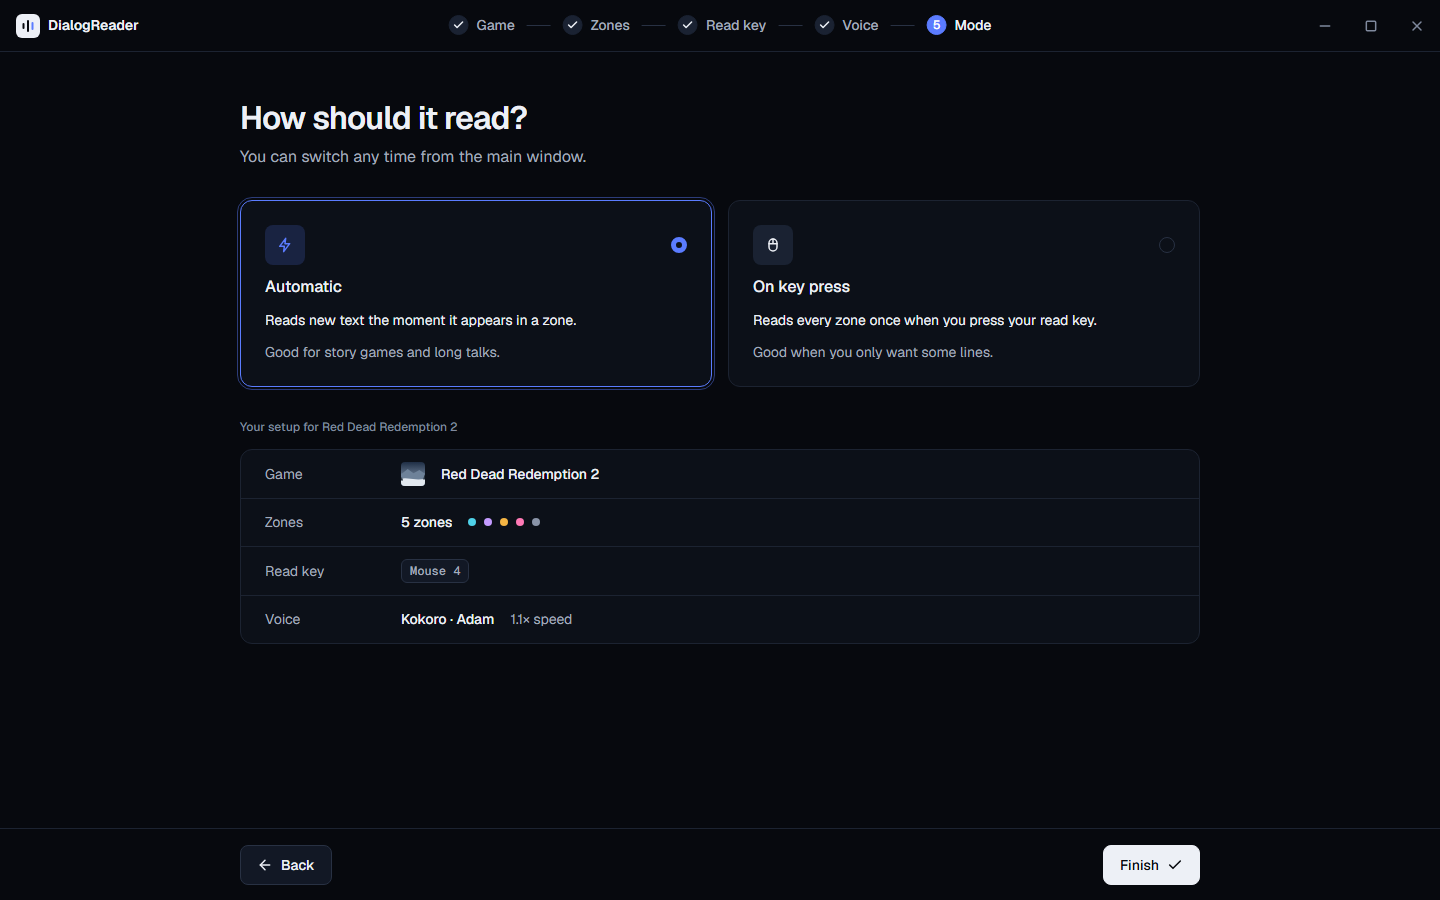 DialogReader
Game
Zones
Read key
Voice
5 Mode
How should it read?
You can switch any time from the main window.
Automatic
Reads new text the moment it appears in a zone.
Good for story games and long talks.
On key press
Reads every zone once when you press your read key.
Good when you only want some lines.
Your setup for Red Dead Redemption 2
Game Red Dead Redemption 2
Zones 5 zones
Read key Mouse 4
Voice Kokoro · Adam 1.1× speed
Back
Finish